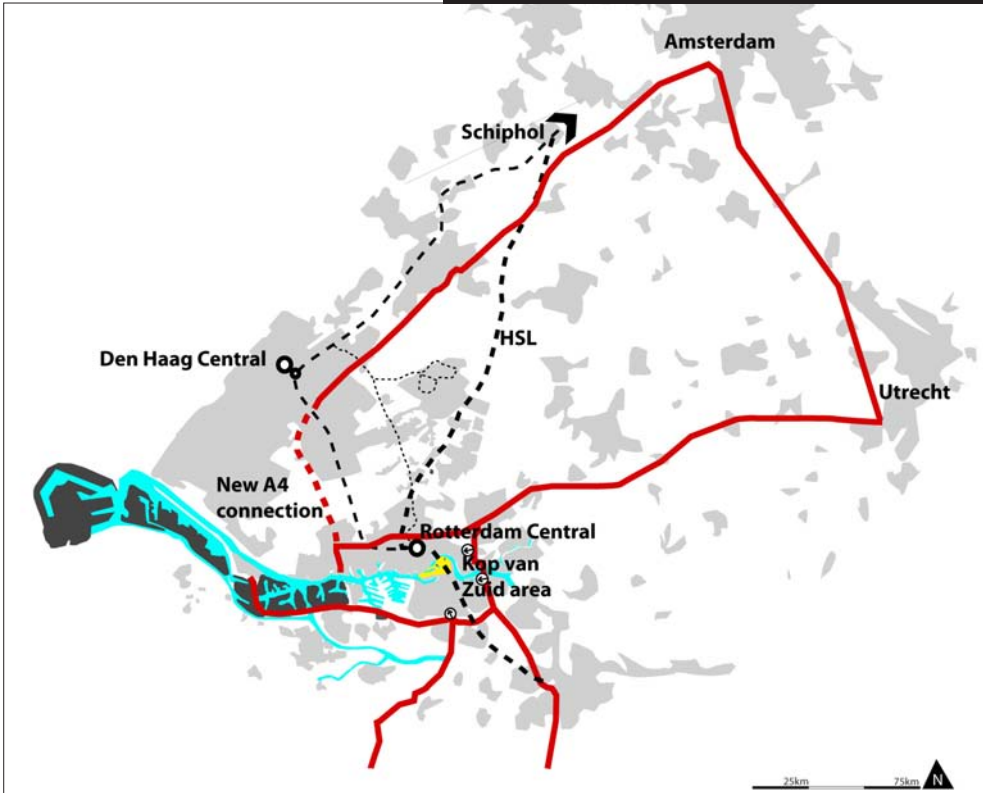 Amsterdam
Schiphol
HSL
Den Haag Central
Utrecht
New A4
connection
Rotterdam Central
Kop van
Zuid area
25km
75km
N